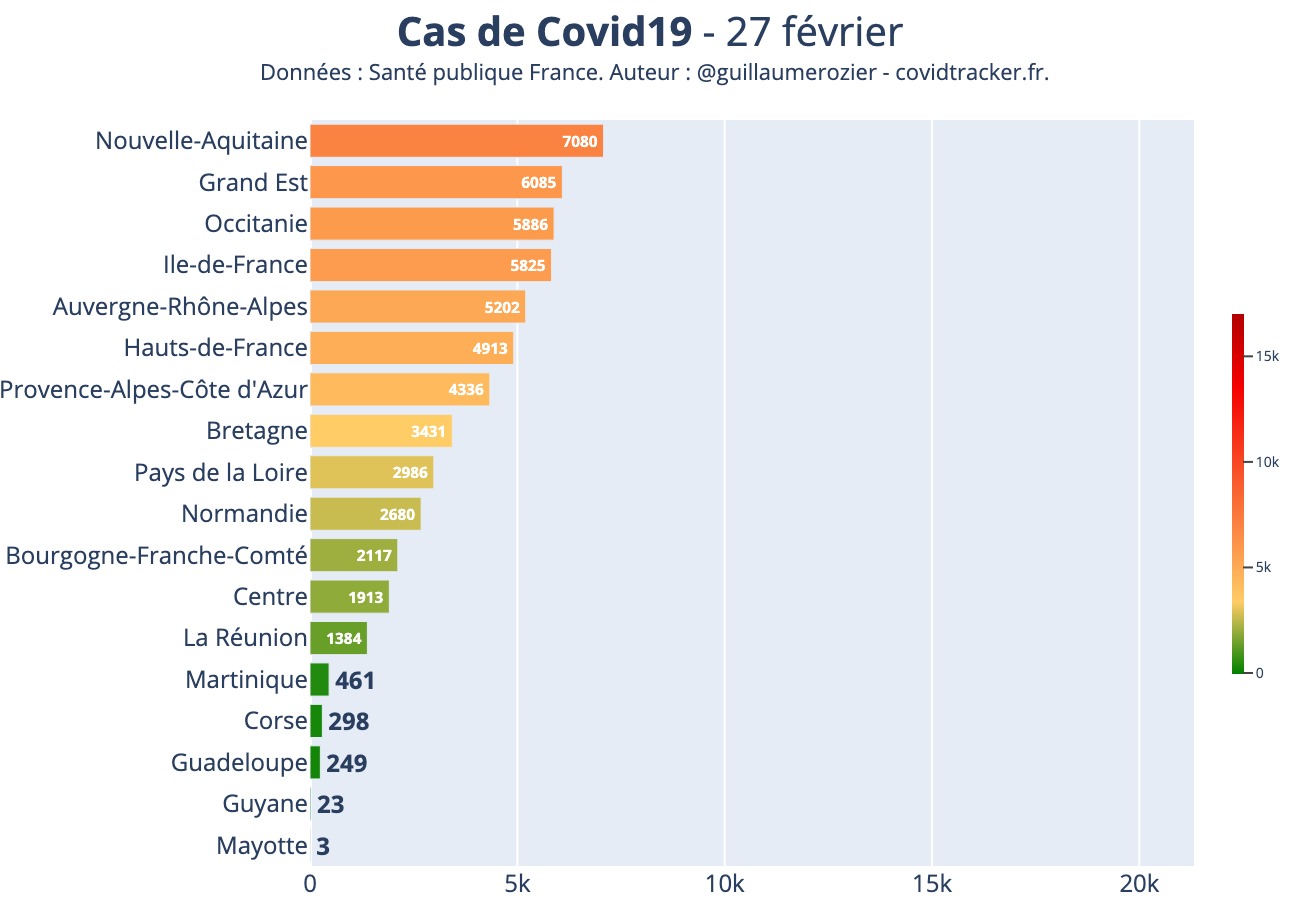 Cas de Covid19 - 27 février
Données : Santé publique France. Auteur : @guillaumerozier - covidtracker.fr.
Nouvelle-Aquitaine 7080
Grand Est 6085
Occitanie 5886
Ile-de-France 5825
Auvergne-Rhône-Alpes 5202
Hauts-de-France 4913
Provence-Alpes-Côte d'Azur 4336
Bretagne 3431
Pays de la Loire 2986
Normandie 2680
Bourgogne-Franche-Comté 2117
Centre 1913
La Réunion 1384
Martinique 461
Corse 298
Guadeloupe 249
Guyane 23
Mayotte 3
0 5k 10k 15k 20k
15k
10k
5k
0